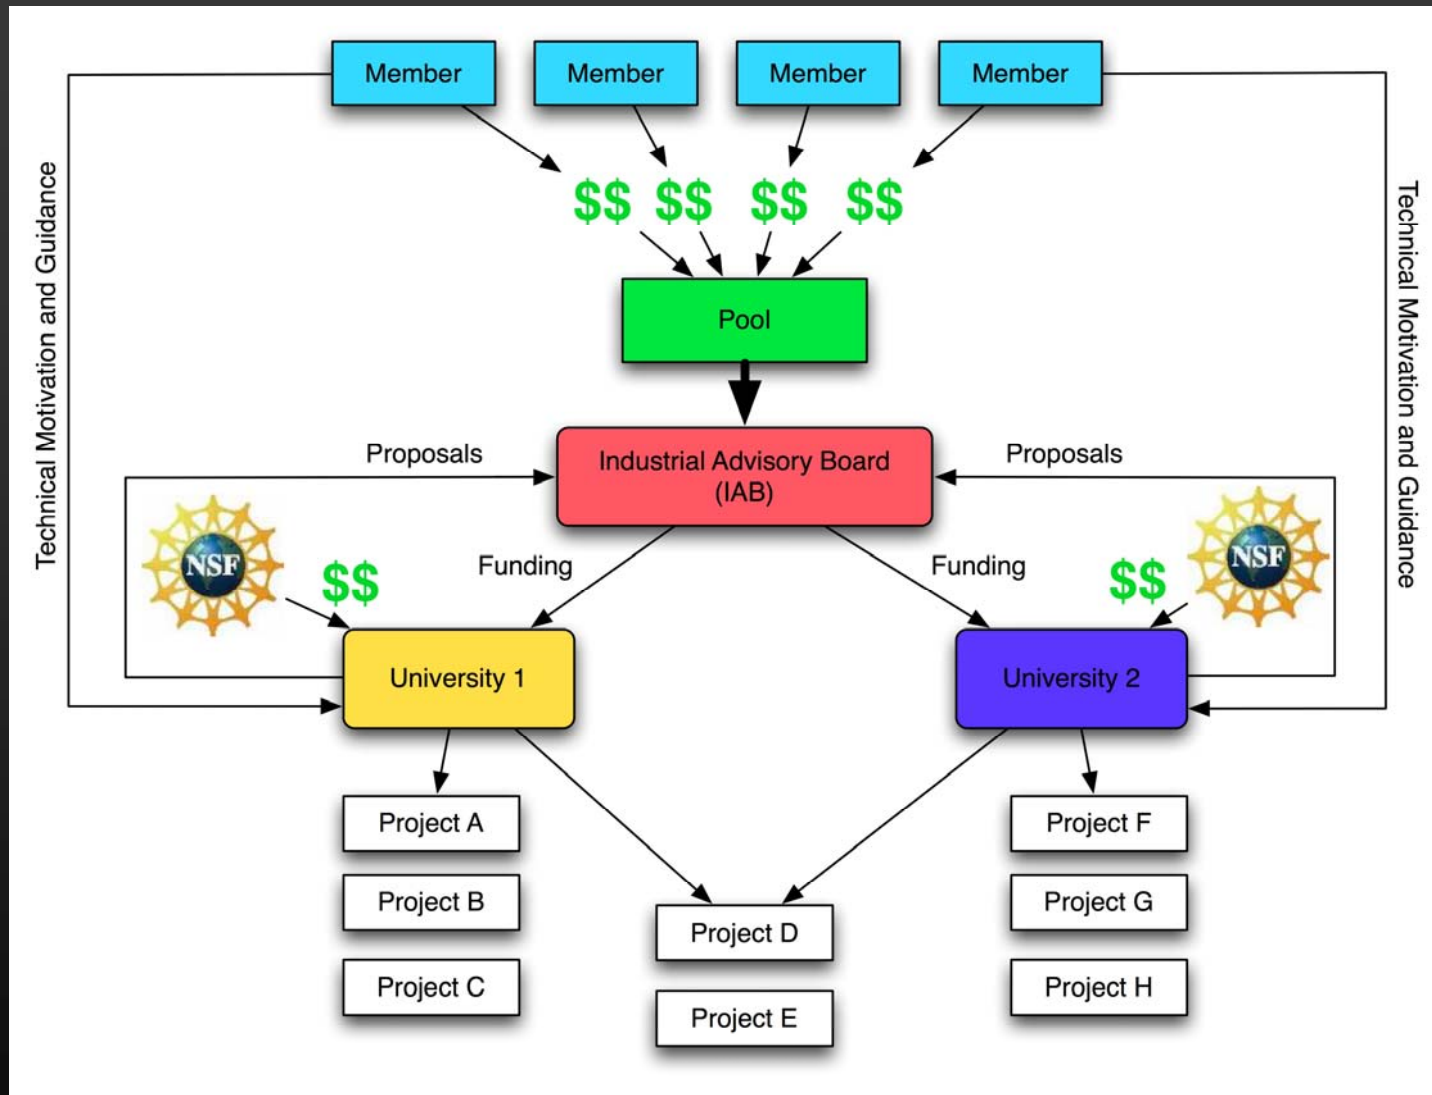 Member
Member
Member
Member
$$
$$
$$
$$
Pool
Technical Motivation and Guidance
Technical Motivation and Guidance
Proposals
Industrial Advisory Board
(IAB)
Proposals
NSF
$$
Funding
Funding
$$
NSF
University 1
University 2
Project A
Project B
Project C
Project D
Project E
Project F
Project G
Project H